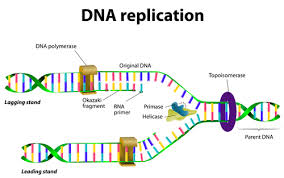 DNA replication
DNA polymerase
Original DNA
Topoisomerase
Okazaki
fragment
RNA
primer
Primase
Helicase
Lagging stand
Parent DNA
Leading stand